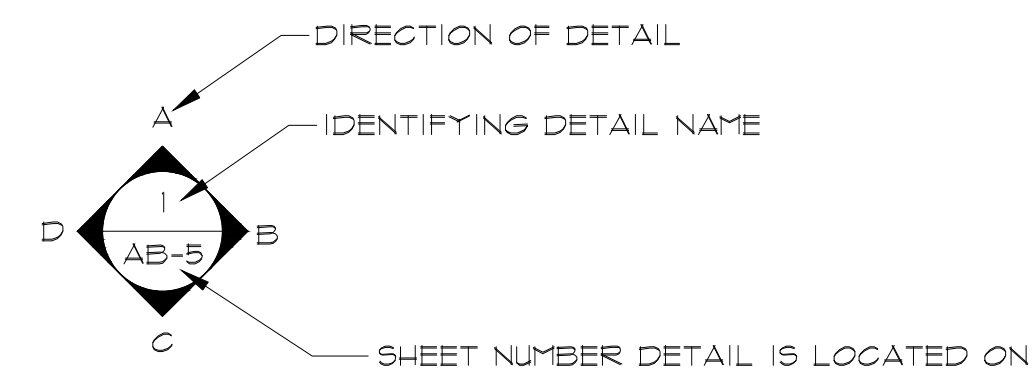 DIRECTION OF DETAIL
A
IDENTIFYING DETAIL NAME
1
D
B
AB-5
C
SHEET NUMBER DETAIL IS LOCATED ON